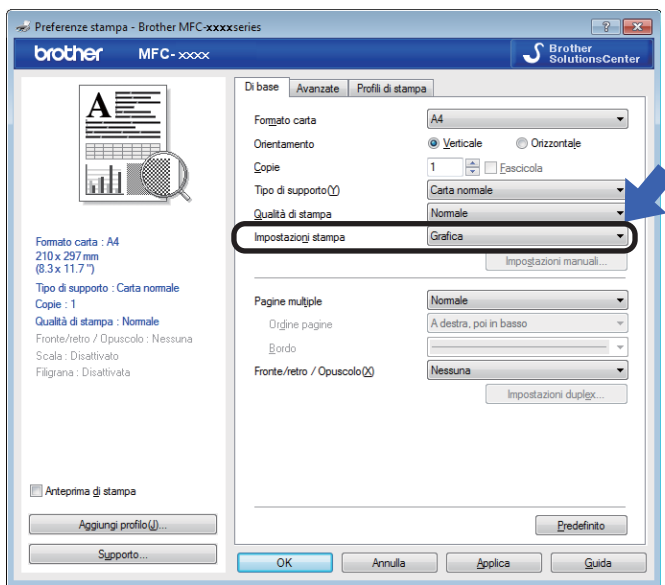 Preferenze stampa - Brother MFC-xxxxseries
brother MFC-xxxx
Brother
SolutionsCenter
Di base Avanzate Profili di stampa
A
Formato carta A4
Orientamento Verticale Orizzontale
Copie 1 Fascicola
Tipo di supporto(Y) Carta normale
Qualità di stampa Normale
Impostazioni stampa Grafica
Impostazioni manuali...
Formato carta : A4
210 x 297 mm
(8.3 x 11.7 ")
Tipo di supporto : Carta normale
Copie : 1
Qualità di stampa : Normale
Fronte/retro / Opuscolo : Nessuna
Scala : Disattivato
Filigrana : Disattivata
Pagine multiple Normale
Ordine pagine A destra, poi in basso
Bordo
Fronte/retro / Opuscolo(X) Nessuna
Impostazioni duplex...
Anteprima di stampa
Aggiungi profilo(J)...
Supporto...
Predefinito
OK Annulla Applica Guida